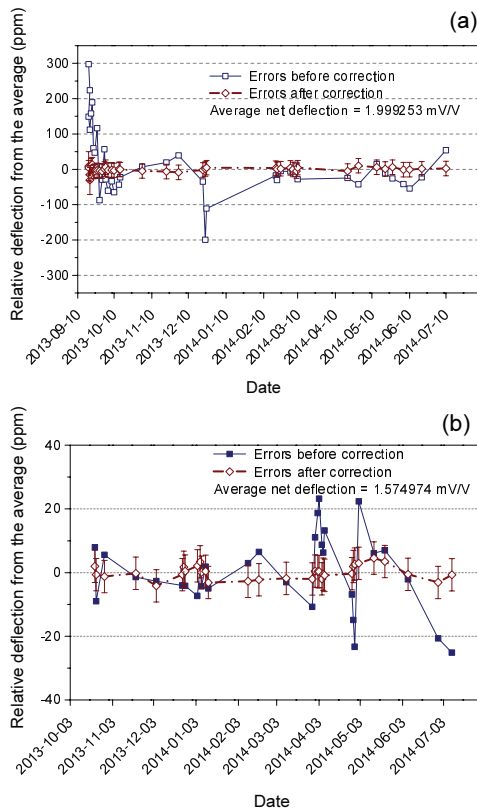 (a)
Relative deflection from the average (ppm)
300
200
100
0
-100
-200
-300
Errors before correction
Errors after correction
Average net deflection = 1.999253 mV/V
2013-09-10
2013-10-10
2013-11-10
2013-12-10
2014-01-10
2014-02-10
2014-03-10
2014-04-10
2014-05-10
2014-06-10
2014-07-10
Date
(b)
Relative deflection from the average (ppm)
40
20
0
-20
-40
Errors before correction
Errors after correction
Average net deflection = 1.574974 mV/V
2013-10-03
2013-11-03
2013-12-03
2014-01-03
2014-02-03
2014-03-03
2014-04-03
2014-05-03
2014-06-03
2014-07-03
Date